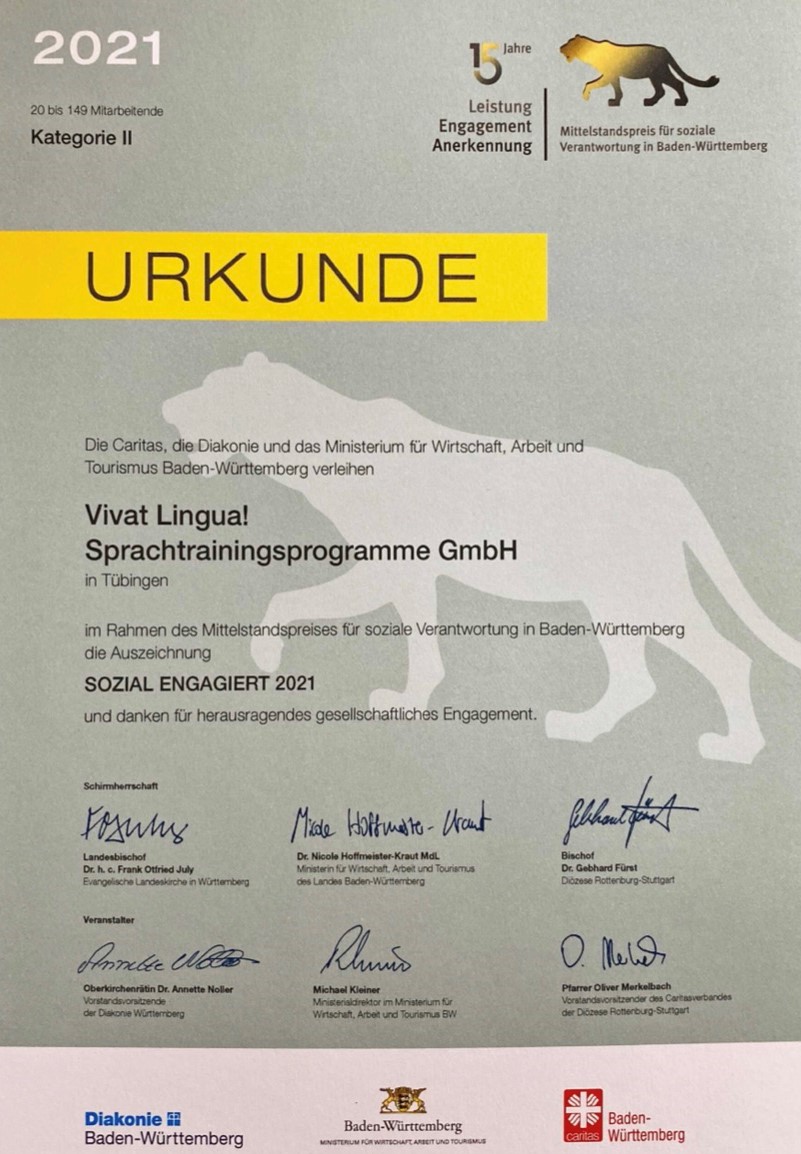 2021
20 bis 149 Mitarbeitende
Kategorie II
15 Jahre
Leistung
Engagement
Anerkennung
Mittelstandspreis für soziale
Verantwortung in Baden-Württemberg
URKUNDE
Die Caritas, die Diakonie und das Ministerium für Wirtschaft, Arbeit und
Tourismus Baden-Württemberg verleihen
Vivat Lingua!
Sprachtrainingsprogramme GmbH
in Tübingen
im Rahmen des Mittelstandspreises für soziale Verantwortung in Baden-Württemberg
die Auszeichnung
SOZIAL ENGAGIERT 2021
und danken für herausragendes gesellschaftliches Engagement.
Schirmherrschaft
Landesbischof
Dr. h. c. Frank Otfried July
Evangelische Landeskirche in Württemberg
Nicole Hoffmeister-Kraut
Dr. Nicole Hoffmeister-Kraut MdL
Ministerin für Wirtschaft, Arbeit und Tourismus
des Landes Baden-Württemberg
Gebhard Fürst
Bischof
Dr. Gebhard Fürst
Diözese Rottenburg-Stuttgart
Veranstalter
Annette Noller
Oberkirchenrätin Dr. Annette Noller
Vorstandsvorsitzende
der Diakonie Württemberg
Michael Kleiner
Ministerialdirektor im Ministerium für
Wirtschaft, Arbeit und Tourismus BW
Pfarrer Oliver Merkelbach
Vorstandsvorsitzender des Caritasverbandes
der Diözese Rottenburg-Stuttgart
Diakonie
Baden-Württemberg
Baden-Württemberg
MINISTERIUM FÜR WIRTSCHAFT, ARBEIT UND TOURISMUS
caritas
Baden-
Württemberg